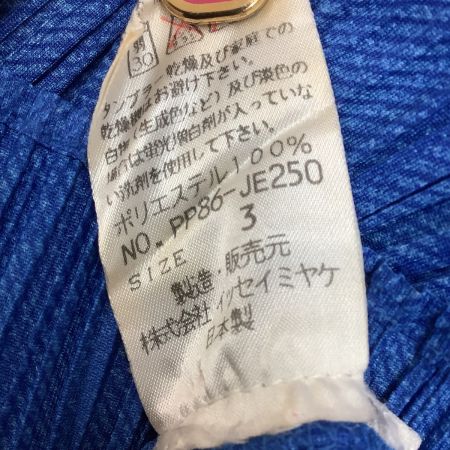 弱
30
タンブラー乾燥及び家庭での
乾燥機はお避け下さい。
白物(生成色など)及び淡色の
場合は蛍光増白剤が入っていな
い洗剤を使用して下さい。
ポリエステル100%
NO. PP86-JE250
SIZE 3
製造・販売元
株式会社 イッセイミヤケ
日本製